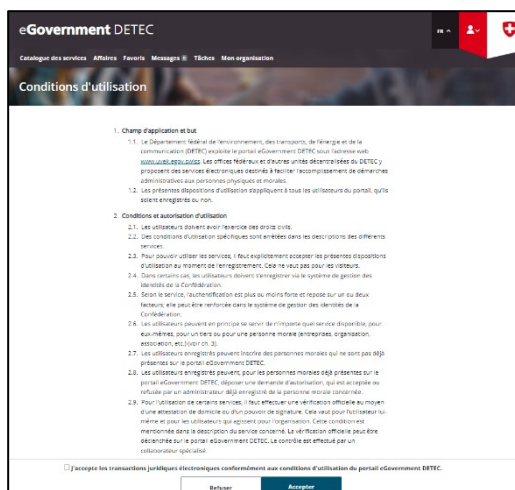 eGovernment DETEC
FR
Catalogue des services Affaires Favoris Messages Tâches Mon organisation
Conditions d'utilisation
1. Champ d'application et but
1.1. Le Département fédéral de l'environnement, des transports, de l'énergie et de la
communication (DETEC) exploite le portail eGovernment DETEC sous l'adresse web
www.uvek.egov.swiss. Les offices fédéraux et d'autres unités décentralisées du DETEC y
proposent des services électroniques destinés à faciliter l'accomplissement de démarches
administratives aux personnes physiques et morales.
1.2. Les présentes dispositions d'utilisation s'appliquent à tous les utilisateurs du portail, qu'ils
soient enregistrés ou non.
2. Conditions et autorisation d'utilisation
2.1. Les utilisateurs doivent avoir l'exercice des droits civils.
2.2. Des conditions d'utilisation spécifiques sont arrêtées dans les descriptions des différents
services.
2.3. Pour pouvoir utiliser les services, il faut explicitement accepter les présentes dispositions
d'utilisation au moment de l'enregistrement. Cela ne vaut pas pour les visiteurs.
2.4. Dans certains cas, les utilisateurs doivent s'enregistrer via le système de gestion des
identités de la Confédération.
2.5. Selon le service, l'authentification est plus ou moins forte et repose sur un ou deux
facteurs, elle peut être renforcée dans le système de gestion des identités de la
Confédération.
2.6. Les utilisateurs peuvent en principe se servir de n'importe quel service disponible, pour
eux-mêmes, pour un tiers ou pour une personne morale (entreprises, organisation,
association, etc.) (voir ch. 3).
2.7. Les utilisateurs enregistrés peuvent inscrire des personnes morales qui ne sont pas déjà
présentes sur le portail eGovernment DETEC.
2.8. Les utilisateurs enregistrés peuvent, pour les personnes morales déjà présentes sur le
portail eGovernment DETEC, déposer une demande d'autorisation, qui est acceptée ou
refusée par un administrateur déjà enregistré de la personne morale concernée.
2.9. Pour l'utilisation de certains services, il faut effectuer une vérification officielle au moyen
d'une attestation de domicile ou d'un pouvoir de signature. Cela vaut pour l'utilisateur lui-
même et pour les utilisateurs qui agissent pour l'organisation. Cette condition est
mentionnée dans la description du service concerné. La vérification officielle peut être
déclenchée sur le portail eGovernment DETEC. Le contrôle est effectué par un
collaborateur spécialisé.
J'accepte les transactions juridiques électroniques conformément aux conditions d'utilisation du portail eGovernment DETEC.
Refuser Accepter